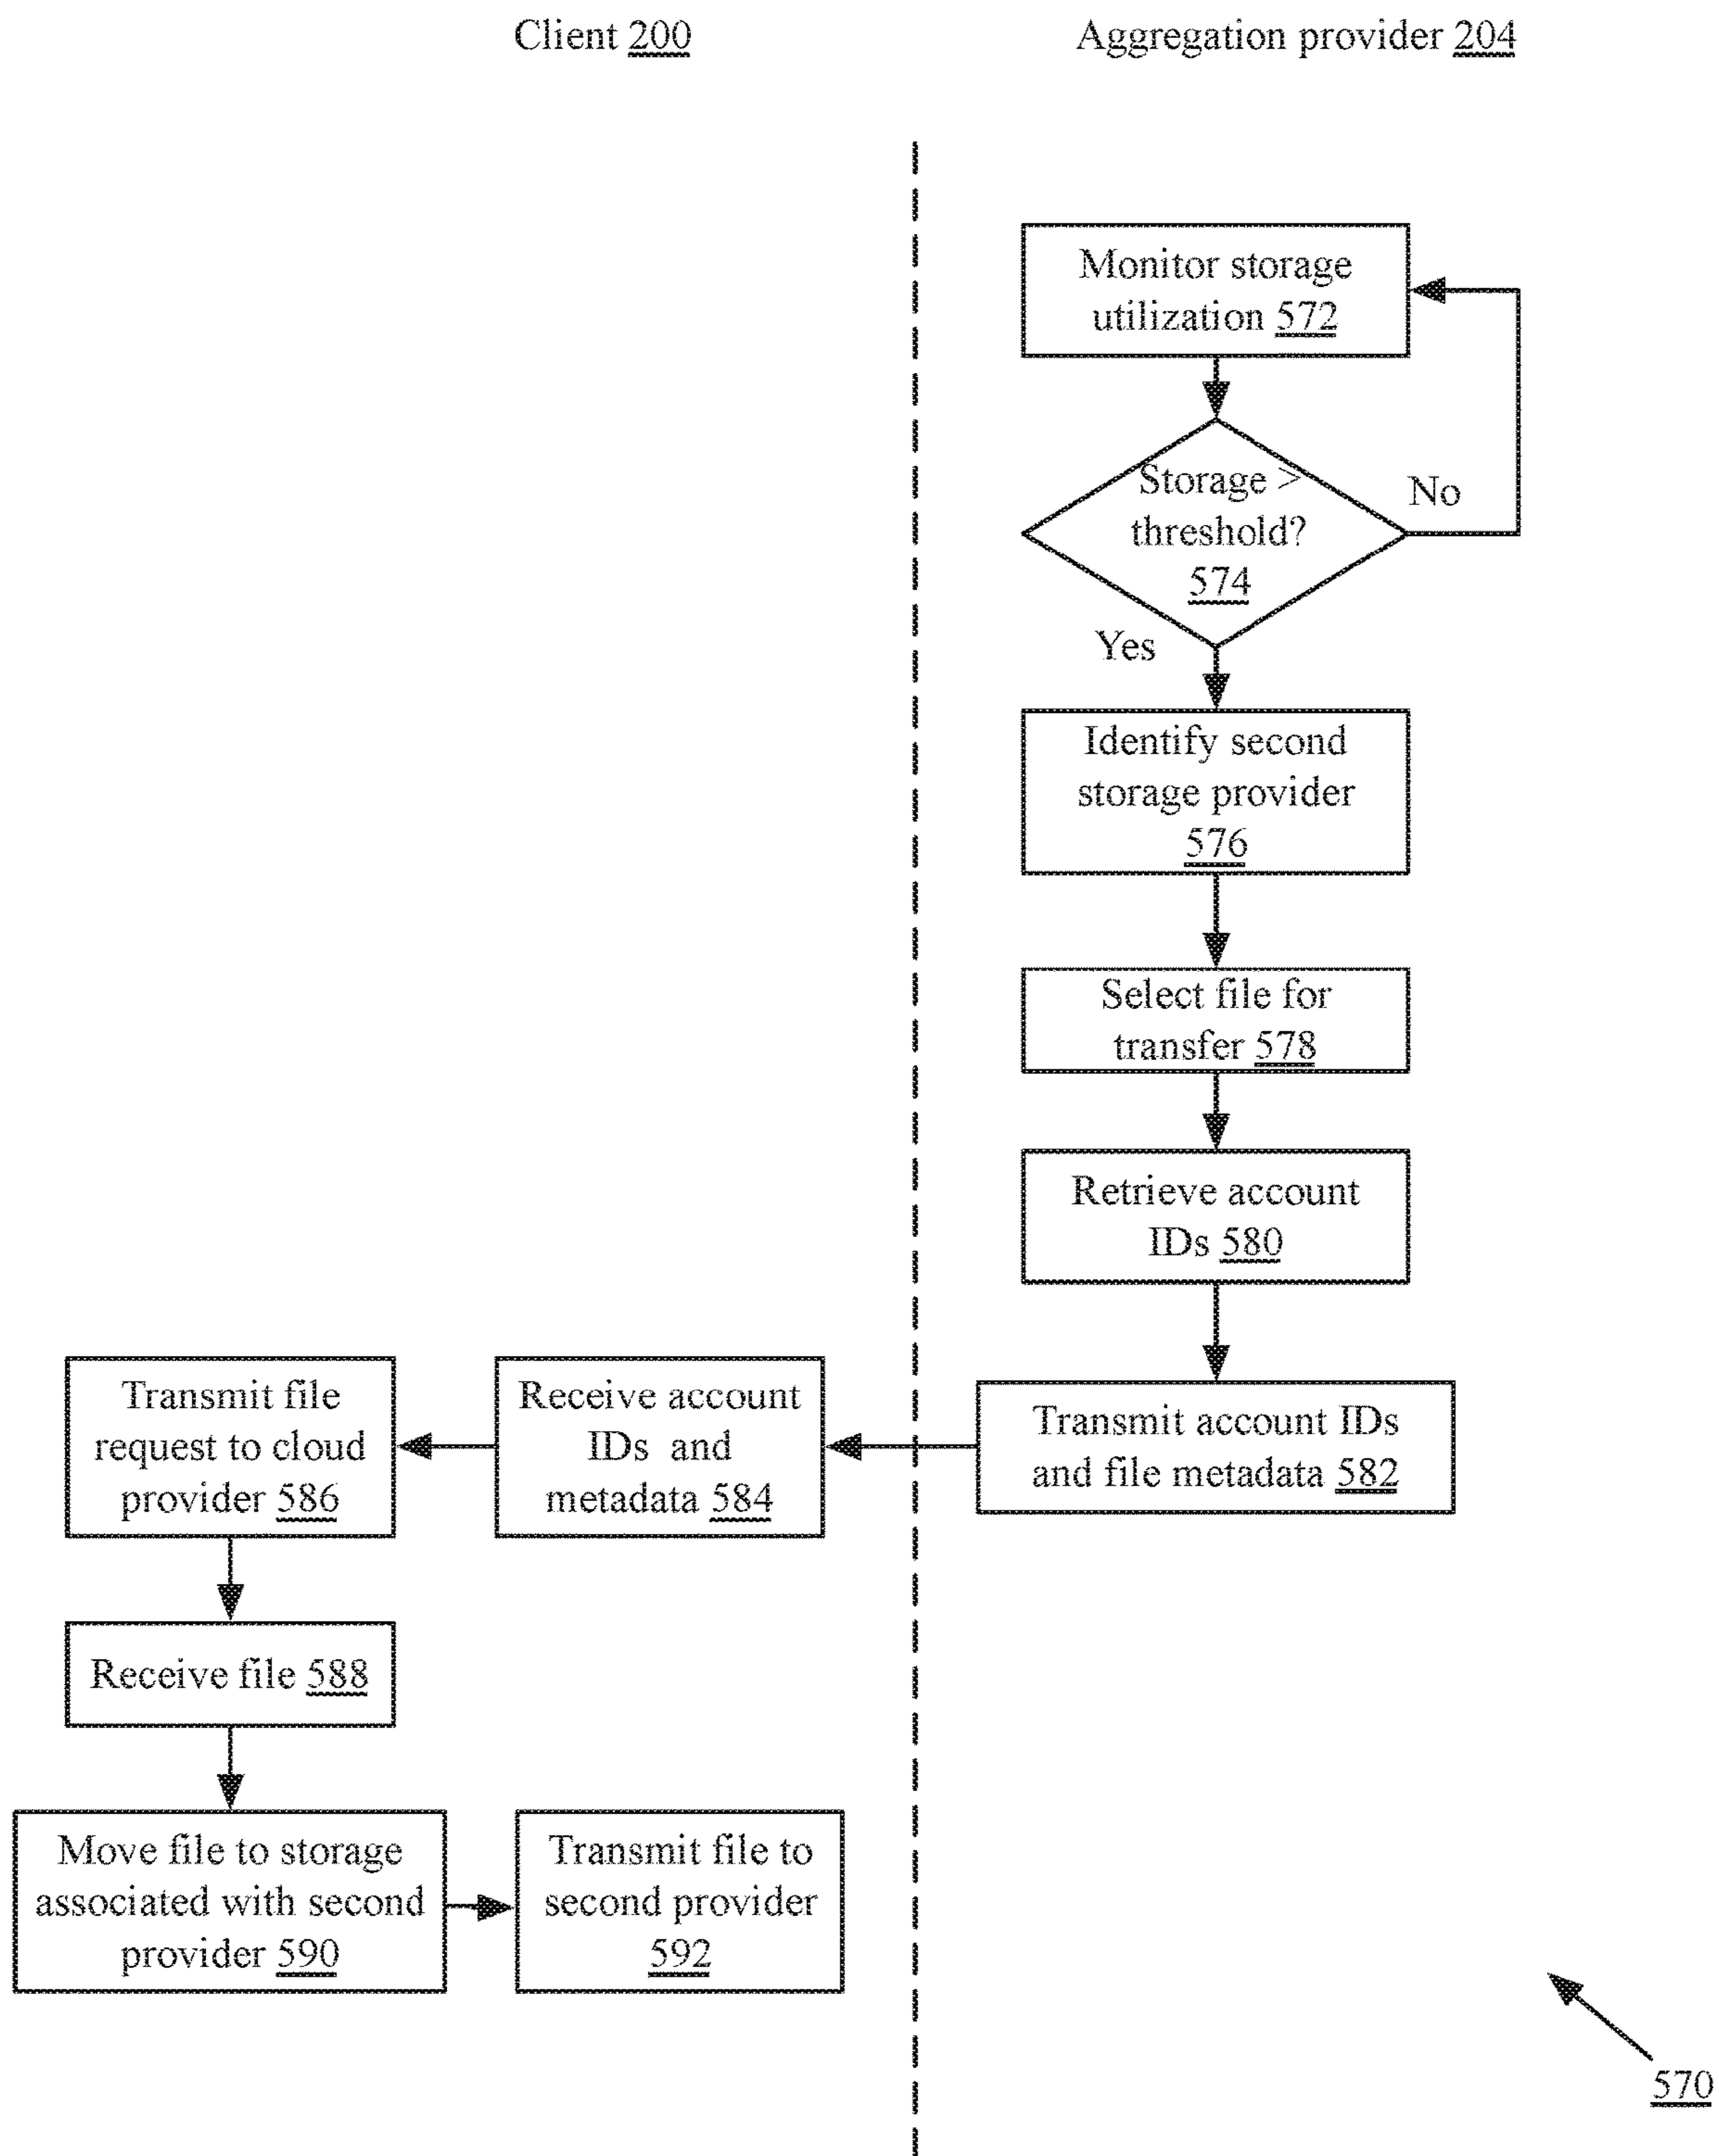 Client 200
Aggregation provider 204
Monitor storage
utilization 572
Storage >
threshold?
574
No
Yes
Identify second
storage provider
576
Select file for
transfer 578
Retrieve account
IDs 580
Transmit account IDs
and file metadata 582
Receive account
IDs and
metadata 584
Transmit file
request to cloud
provider 586
Receive file 588
Move file to storage
associated with second
provider 590
Transmit file to
second provider
592
570